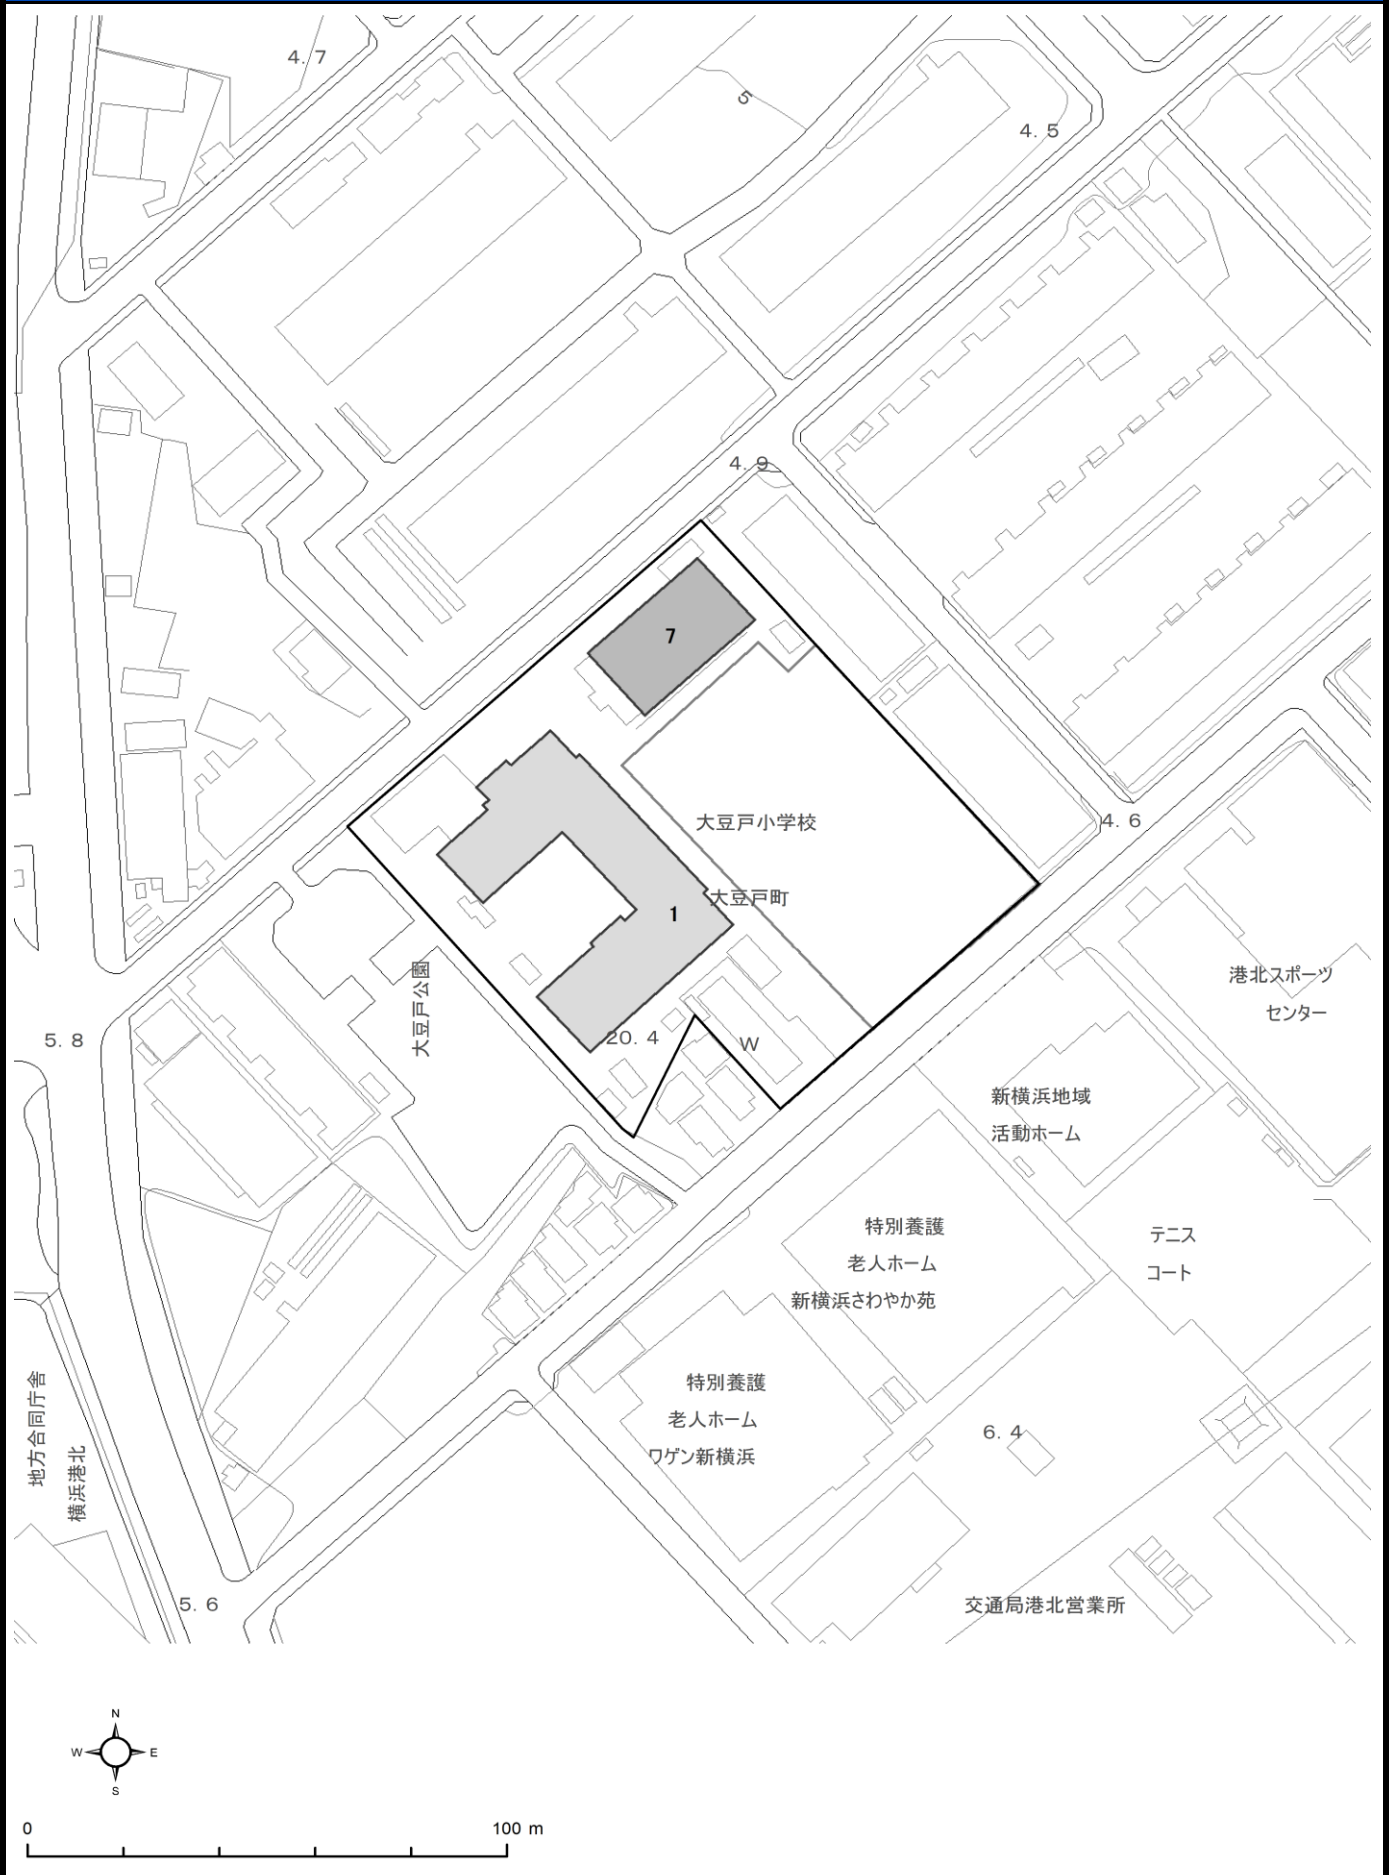 4. 7
5
4. 5
4. 9
7
大豆戸小学校
4. 6
大豆戸町
1
港北スポーツ
センター
大豆戸公園
5. 8
20. 4
W
新横浜地域
活動ホーム
特別養護
老人ホーム
新横浜さわやか苑
テニス
コート
特別養護
老人ホーム
ワゲン新横浜
6. 4
地方合同庁舎
横浜港北
5. 6
交通局港北営業所
N
W
E
S
0
100 m